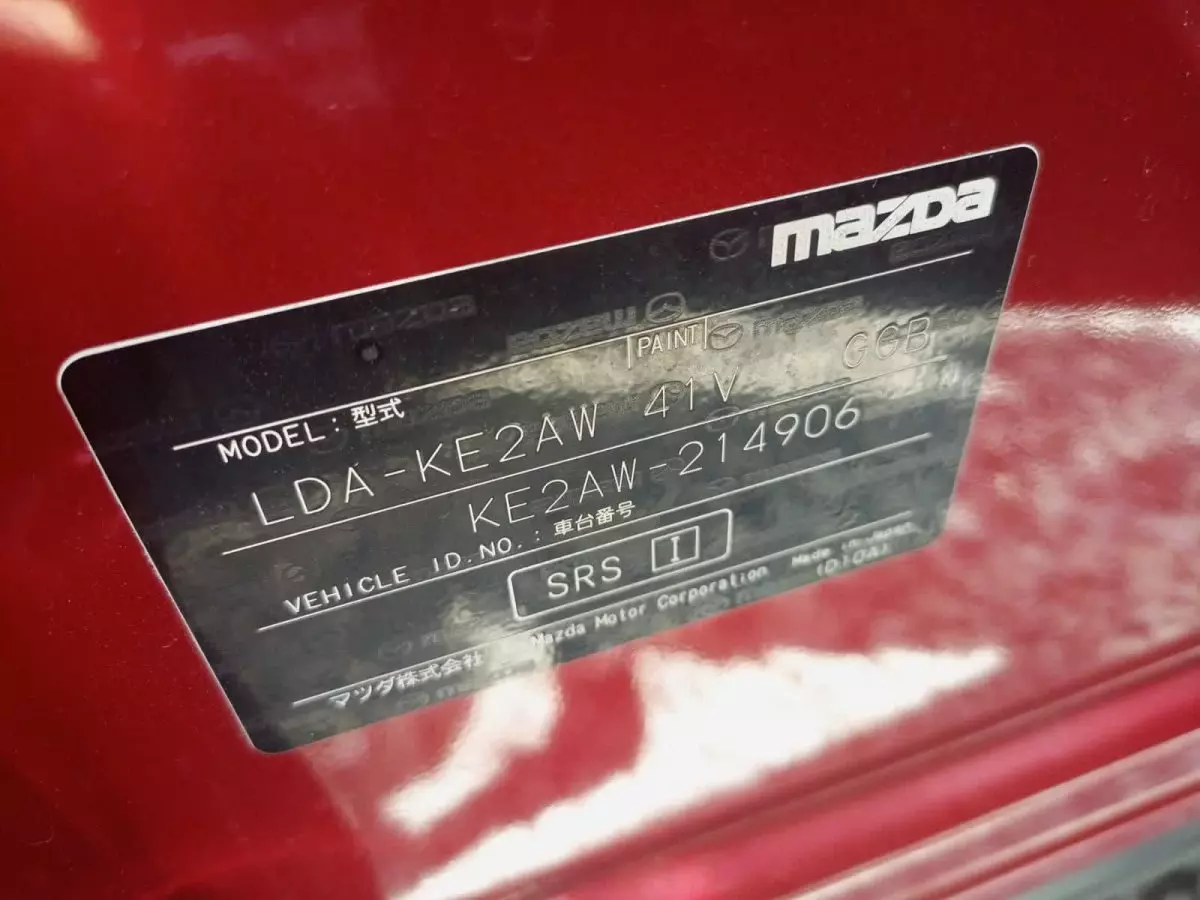 mazda
MODEL: 型式 PAINT
LDA-KE2AW 41V
KE2AW-214906
VEHICLE ID.NO.: 車台番号
SRS I
マツダ株式会社 Mazda Motor Corporation Made in Japan